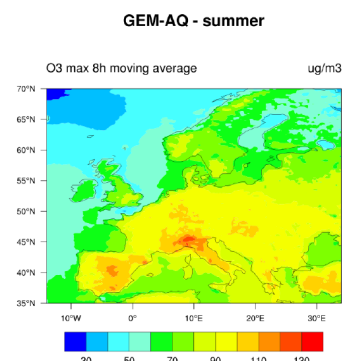 GEM-AQ - summer
O3 max 8h moving average ug/m3
70°N
65°N
60°N
55°N
50°N
45°N
40°N
35°N
10°W 0° 10°E 20°E 30°E
30 50 70 90 110 130